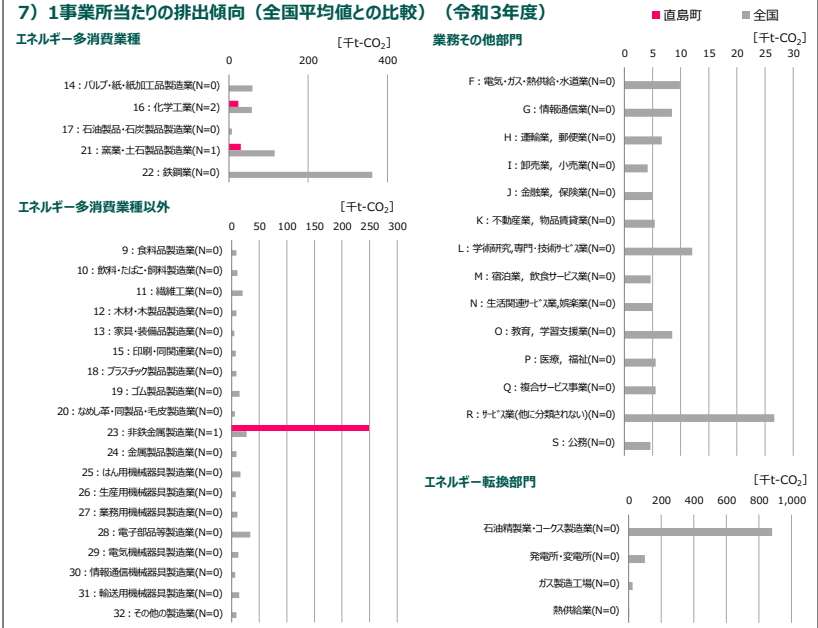 7）1事業所当たりの排出傾向（全国平均値との比較）（令和3年度）
■直島町 ■全国
エネルギー多消費業種
[千t-CO₂]
0 200 400
14：パルプ・紙・紙加工品製造業(N=0)
16：化学工業(N=2)
17：石油製品・石炭製品製造業(N=0)
21：窯業・土石製品製造業(N=1)
22：鉄鋼業(N=0)
エネルギー多消費業種以外
[千t-CO₂]
0 50 100 150 200 250 300
9：食料品製造業(N=0)
10：飲料・たばこ・飼料製造業(N=0)
11：繊維工業(N=0)
12：木材・木製品製造業(N=0)
13：家具・装備品製造業(N=0)
15：印刷・同関連業(N=0)
18：プラスチック製品製造業(N=0)
19：ゴム製品製造業(N=0)
20：なめし革・同製品・毛皮製造業(N=0)
23：非鉄金属製造業(N=1)
24：金属製品製造業(N=0)
25：はん用機械器具製造業(N=0)
26：生産用機械器具製造業(N=0)
27：業務用機械器具製造業(N=0)
28：電子部品等製造業(N=0)
29：電気機械器具製造業(N=0)
30：情報通信機械器具製造業(N=0)
31：輸送用機械器具製造業(N=0)
32：その他の製造業(N=0)
業務その他部門
[千t-CO₂]
0 5 10 15 20 25 30
F：電気・ガス・熱供給・水道業(N=0)
G：情報通信業(N=0)
H：運輸業，郵便業(N=0)
I：卸売業，小売業(N=0)
J：金融業，保険業(N=0)
K：不動産業，物品賃貸業(N=0)
L：学術研究,専門・技術ｻｰﾋﾞｽ業(N=0)
M：宿泊業，飲食サービス業(N=0)
N：生活関連ｻｰﾋﾞｽ業,娯楽業(N=0)
O：教育，学習支援業(N=0)
P：医療，福祉(N=0)
Q：複合サービス事業(N=0)
R：ｻｰﾋﾞｽ業(他に分類されない)(N=0)
S：公務(N=0)
エネルギー転換部門
[千t-CO₂]
0 200 400 600 800 1,000
石油精製業・コークス製造業(N=0)
発電所・変電所(N=0)
ガス製造工場(N=0)
熱供給業(N=0)